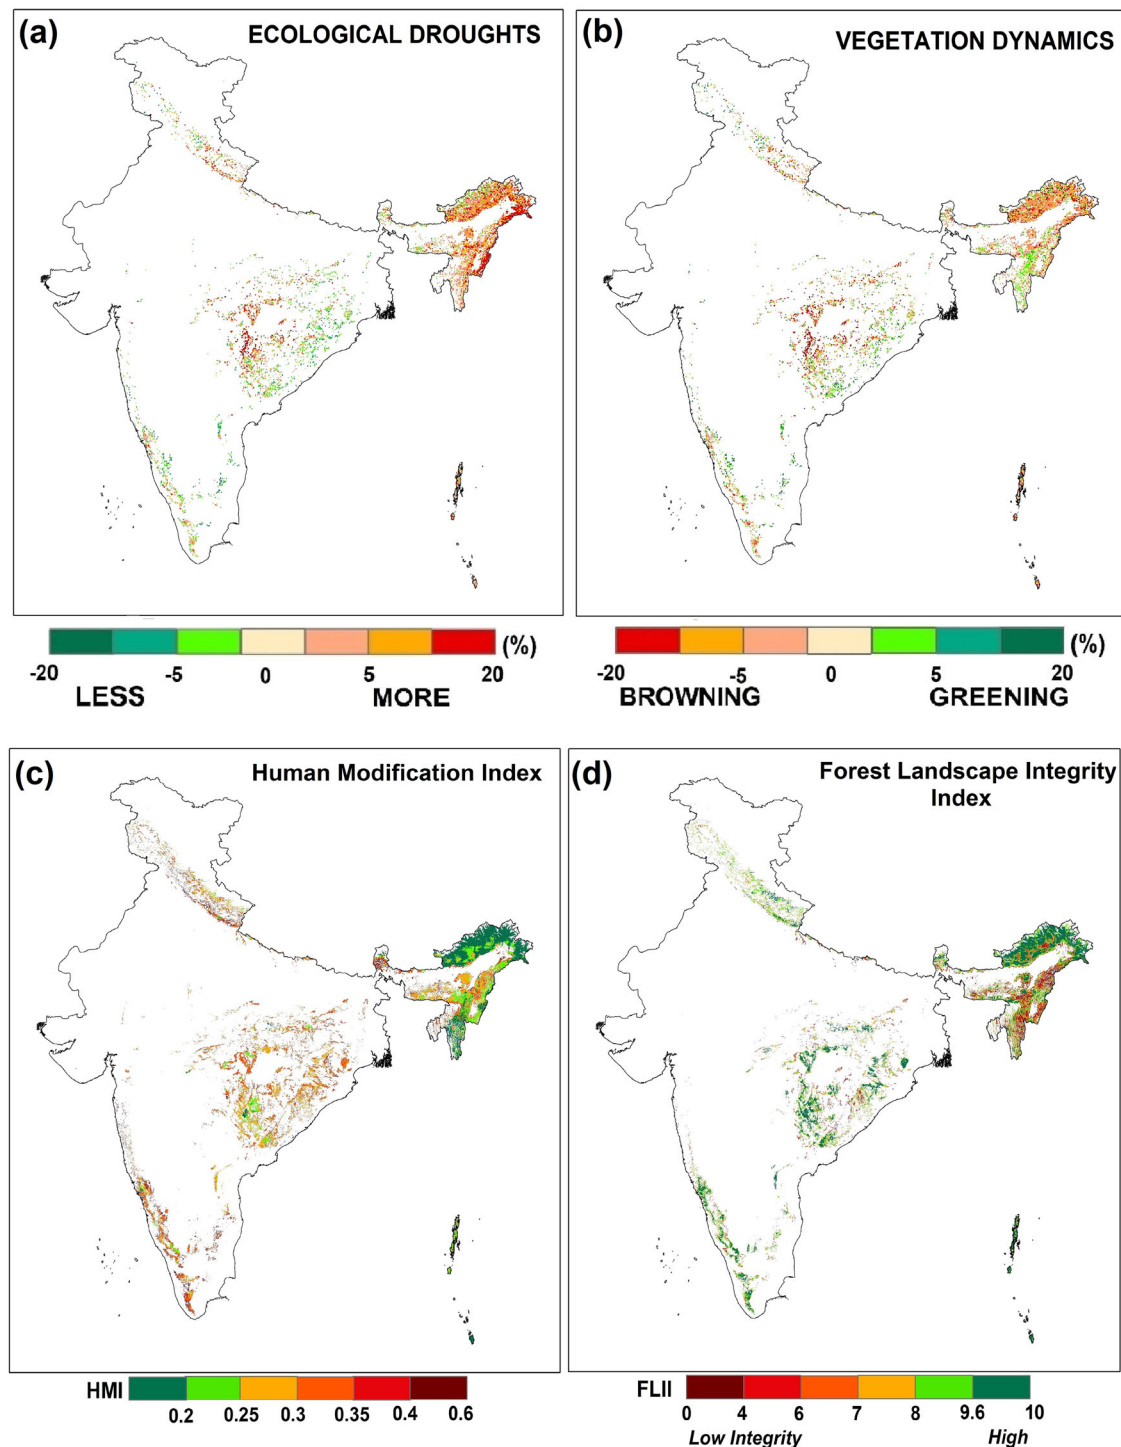 (a) ECOLOGICAL DROUGHTS
(b) VEGETATION DYNAMICS
-20 -5 0 5 20 (%)
LESS MORE
-20 -5 0 5 20 (%)
BROWNING GREENING
(c) Human Modification Index
(d) Forest Landscape Integrity
Index
HMI
0.2 0.25 0.3 0.35 0.4 0.6
FLII
0 4 6 7 8 9.6 10
Low Integrity High